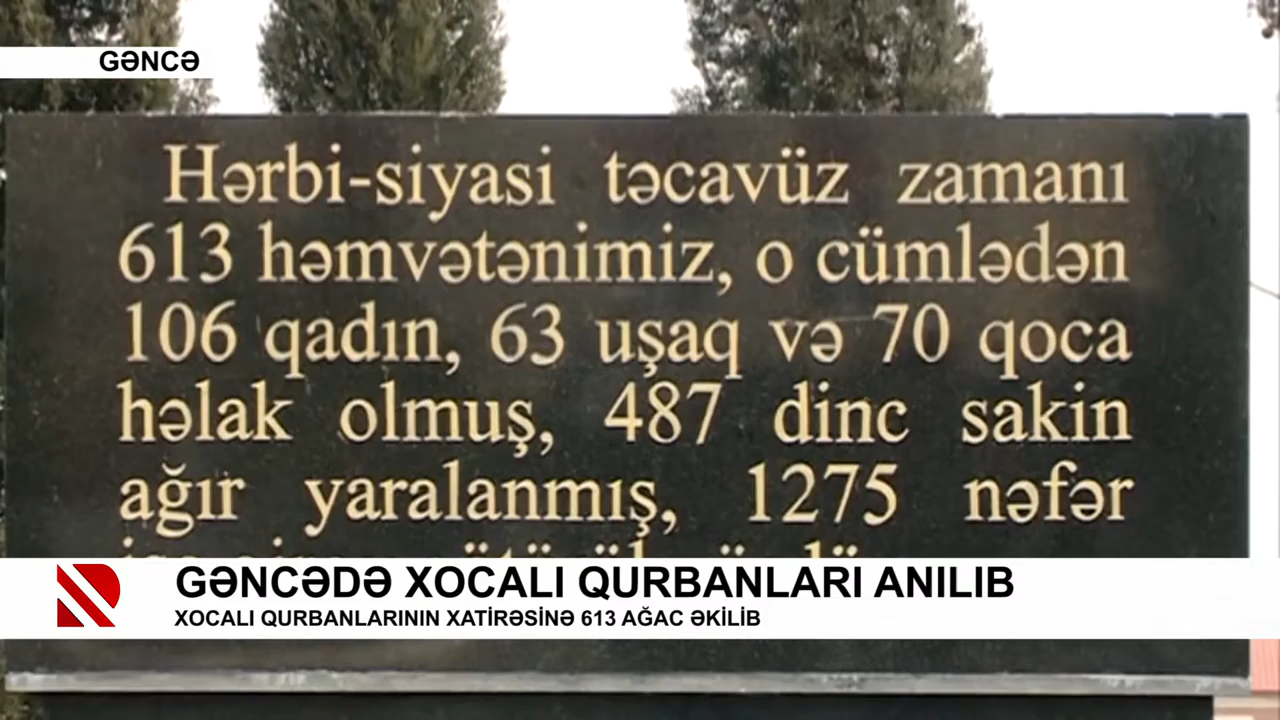 GƏNCƏ
Hərbi-siyasi təcavüz zamanı
613 həmvətənimiz, o cümlədən
106 qadın, 63 uşaq və 70 qoca
həlak olmuş, 487 dinc sakin
ağır yaralanmış, 1275 nəfər
GƏNCƏDƏ XOCALI QURBANLARI ANILIB
XOCALI QURBANLARININ XATİRƏSİNƏ 613 AĞAC ƏKİLİB